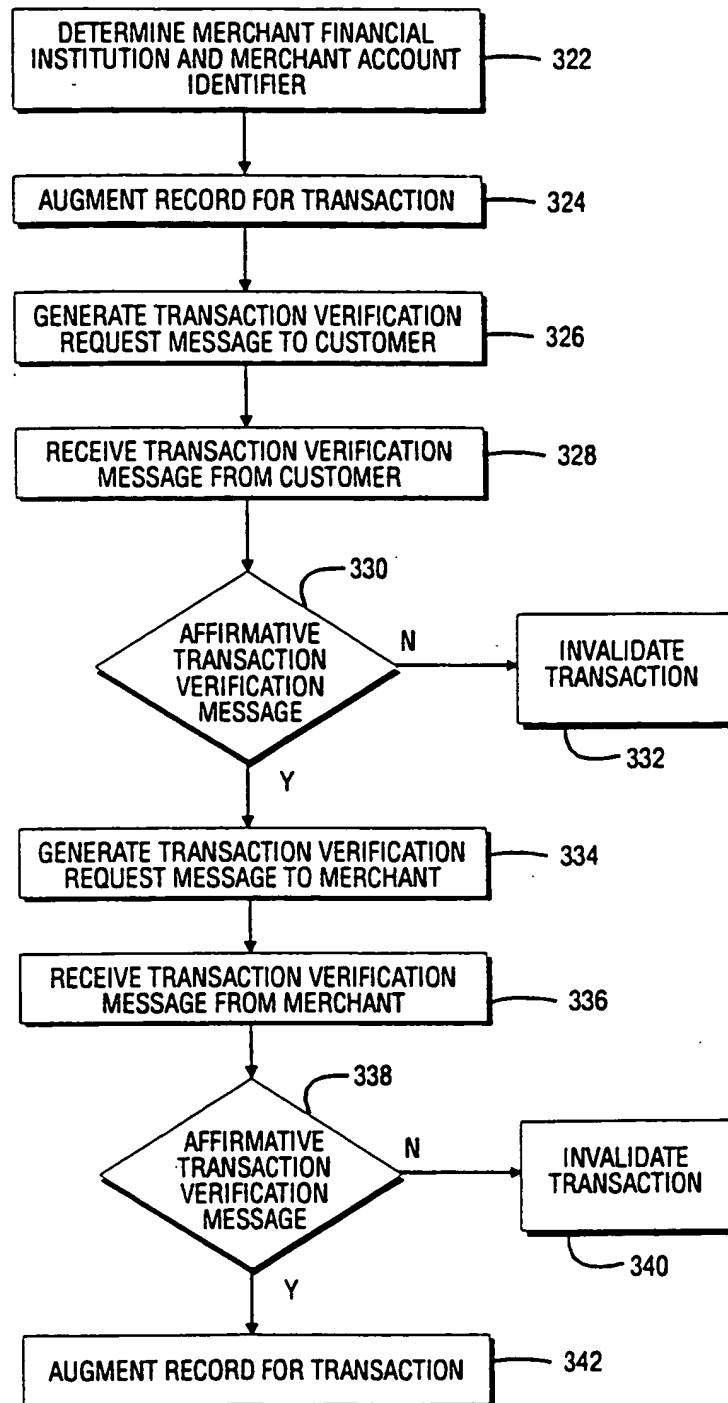 DETERMINE MERCHANT FINANCIAL
INSTITUTION AND MERCHANT ACCOUNT
IDENTIFIER
322
AUGMENT RECORD FOR TRANSACTION
324
GENERATE TRANSACTION VERIFICATION
REQUEST MESSAGE TO CUSTOMER
326
RECEIVE TRANSACTION VERIFICATION
MESSAGE FROM CUSTOMER
328
330
AFFIRMATIVE
TRANSACTION
VERIFICATION
MESSAGE
N
INVALIDATE
TRANSACTION
332
Y
GENERATE TRANSACTION VERIFICATION
REQUEST MESSAGE TO MERCHANT
334
RECEIVE TRANSACTION VERIFICATION
MESSAGE FROM MERCHANT
336
338
AFFIRMATIVE
TRANSACTION
VERIFICATION
MESSAGE
N
INVALIDATE
TRANSACTION
340
Y
AUGMENT RECORD FOR TRANSACTION
342